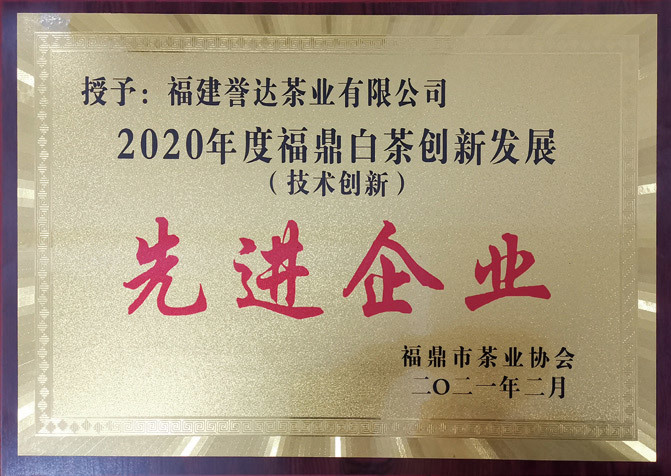 授予：福建誉达茶业有限公司
2020年度福鼎白茶创新发展
（技术创新）
先进企业
福鼎市茶业协会
二〇二一年二月